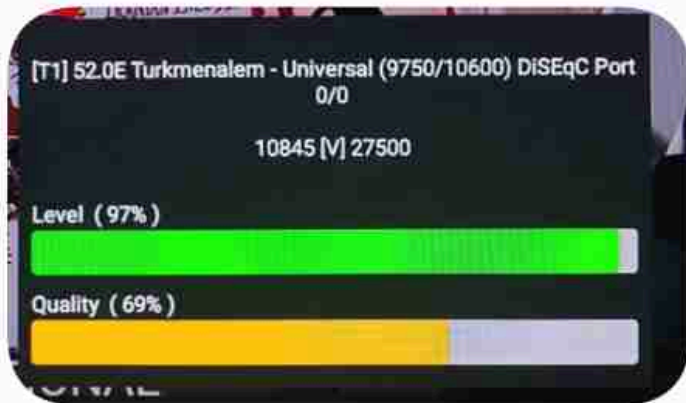 [T1] 52.0E Turkmenalem - Universal (9750/10600) DiSEqC Port
0/0
10845 [V] 27500
Level ( 97% )
Quality ( 69% )